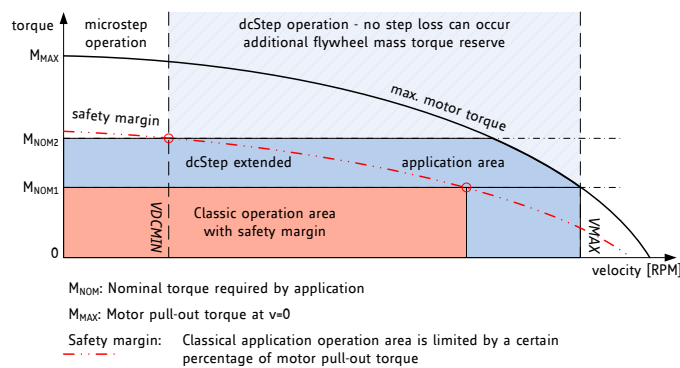 torque
microstep
operation
dcStep operation - no step loss can occur
additional flywheel mass torque reserve
MMAX
safety margin
max. motor torque
MNOM2
dcStep extended
application area
MNOM1
Classic operation area
with safety margin
VDCMIN
VMAX
0
velocity [RPM]
MNOM: Nominal torque required by application
MMAX: Motor pull-out torque at v=0
Safety margin: Classical application operation area is limited by a certain
percentage of motor pull-out torque